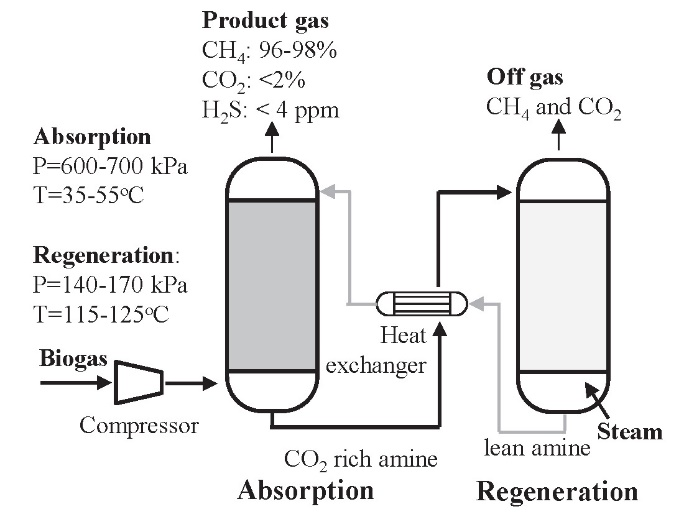 Product gas
CH₄: 96-98%
CO₂: <2%
H₂S: < 4 ppm
Off gas
CH₄ and CO₂
Absorption
P=600-700 kPa
T=35-55°C
Regeneration:
P=140-170 kPa
T=115-125°C
Heat
exchanger
Biogas
Compressor
Steam
CO₂ rich amine
lean amine
Absorption
Regeneration